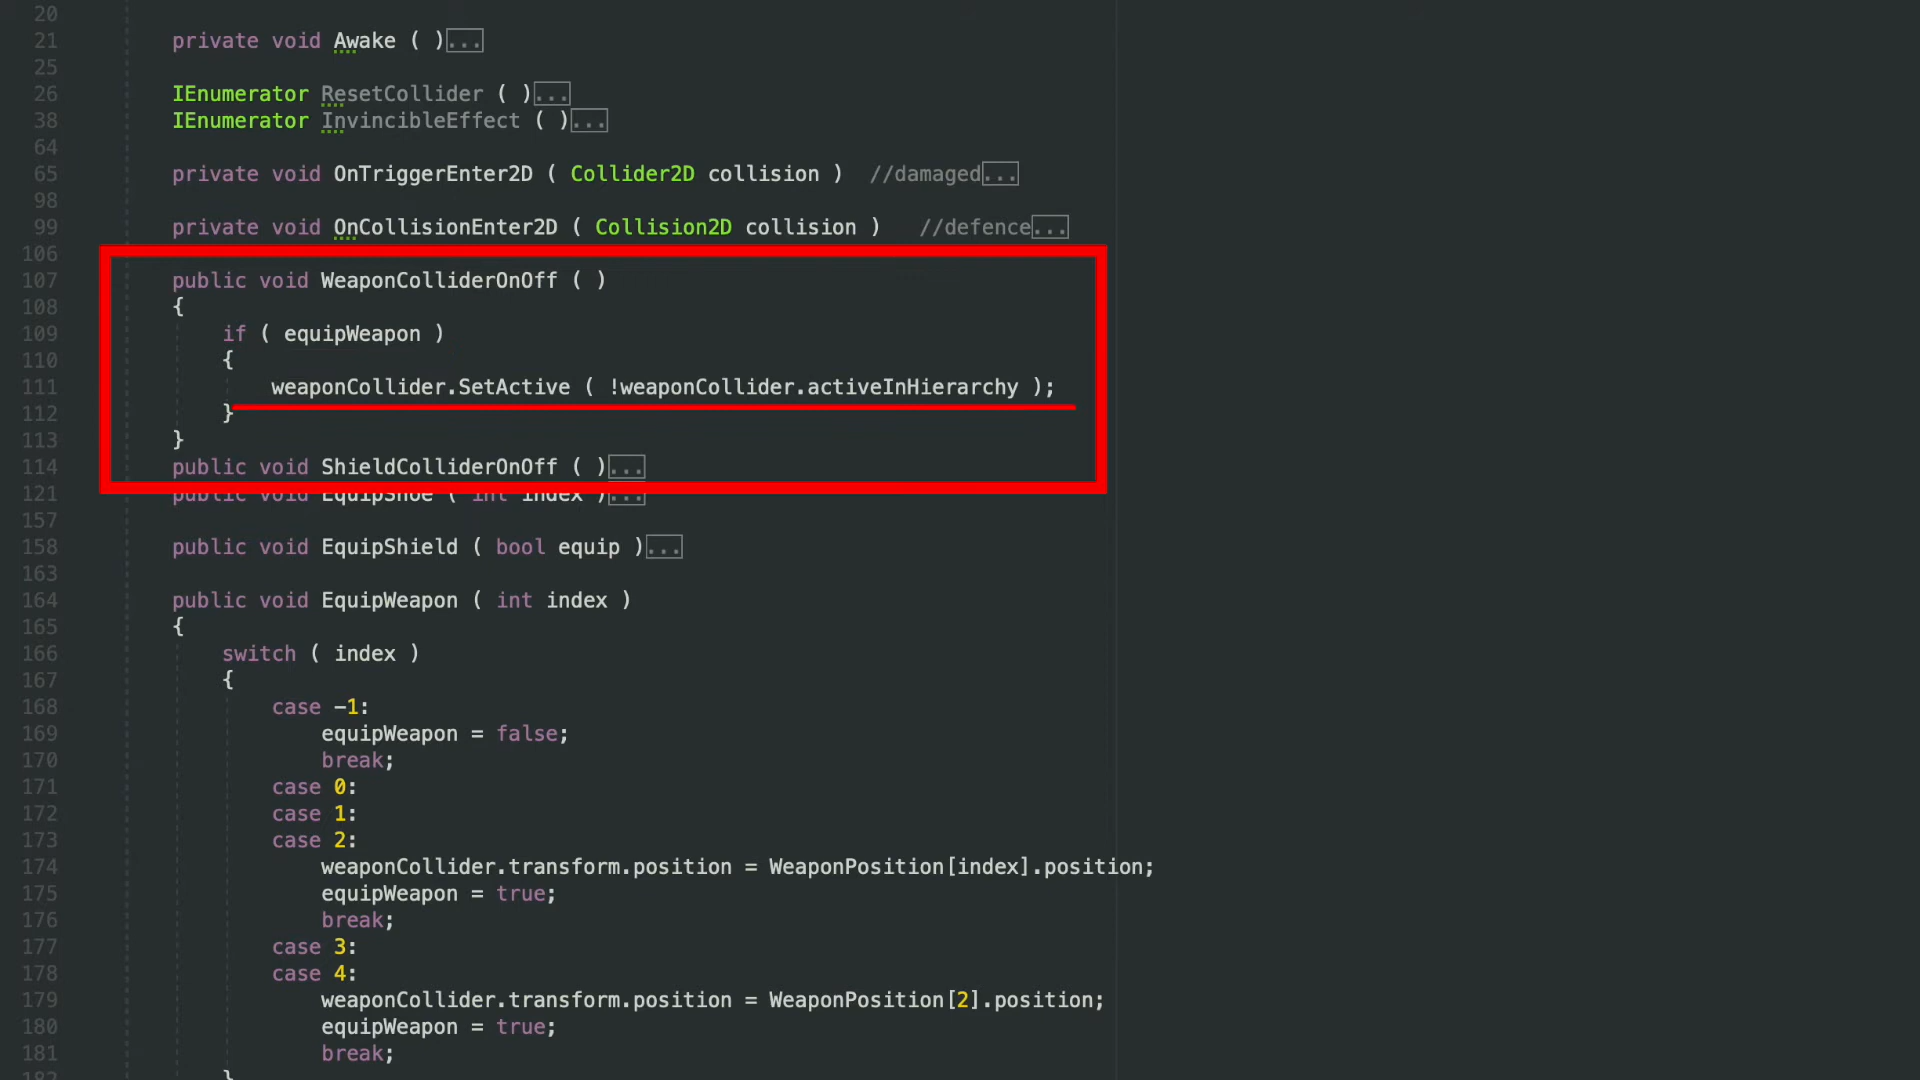 20
21 private void Awake ( )...
25
26 IEnumerator ResetCollider ( )...
38 IEnumerator InvincibleEffect ( )...
64
65 private void OnTriggerEnter2D ( Collider2D collision ) //damaged...
98
99 private void OnCollisionEnter2D ( Collision2D collision ) //defence...
106
107 public void WeaponColliderOnOff ( )
108 {
109 if ( equipWeapon )
110 {
111 weaponCollider.SetActive ( !weaponCollider.activeInHierarchy );
112 }
113 }
114 public void ShieldColliderOnOff ( )...
121 public void EquipShoe ( int index )...
157
158 public void EquipShield ( bool equip )...
163
164 public void EquipWeapon ( int index )
165 {
166 switch ( index )
167 {
168 case -1:
169 equipWeapon = false;
170 break;
171 case 0:
172 case 1:
173 case 2:
174 weaponCollider.transform.position = WeaponPosition[index].position;
175 equipWeapon = true;
176 break;
177 case 3:
178 case 4:
179 weaponCollider.transform.position = WeaponPosition[2].position;
180 equipWeapon = true;
181 break;
182 }